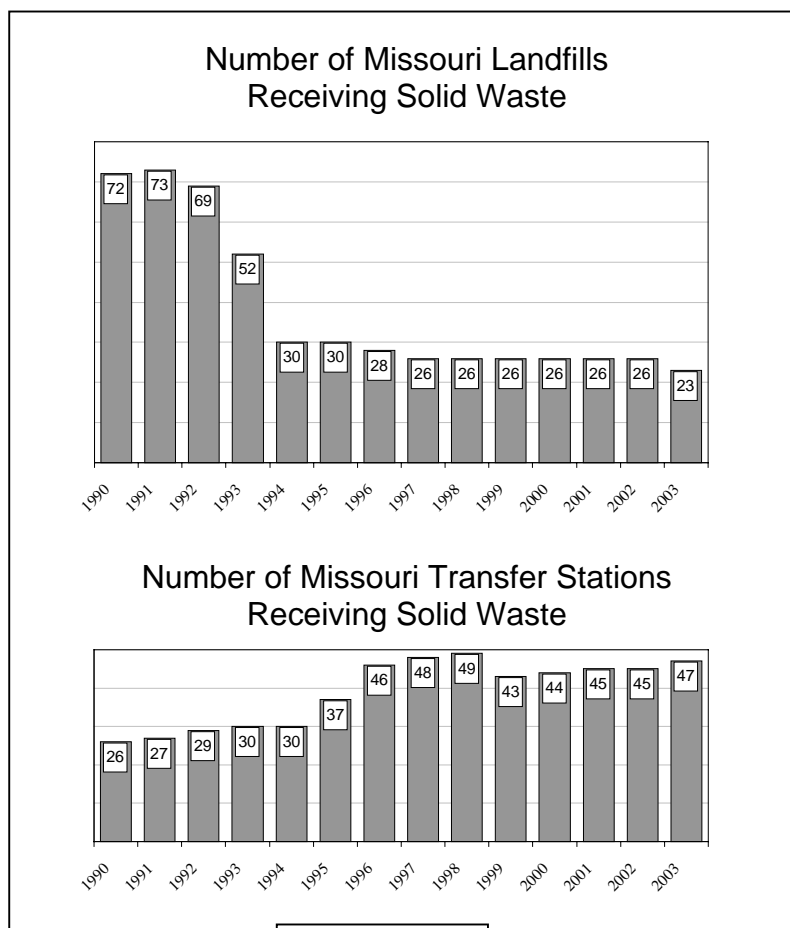 Number of Missouri Landfills
Receiving Solid Waste
72 73 69 52 30 30 28 26 26 26 26 26 26 23
1990 1991 1992 1993 1994 1995 1996 1997 1998 1999 2000 2001 2002 2003
Number of Missouri Transfer Stations
Receiving Solid Waste
26 27 29 30 30 37 46 48 49 43 44 45 45 47
1990 1991 1992 1993 1994 1995 1996 1997 1998 1999 2000 2001 2002 2003